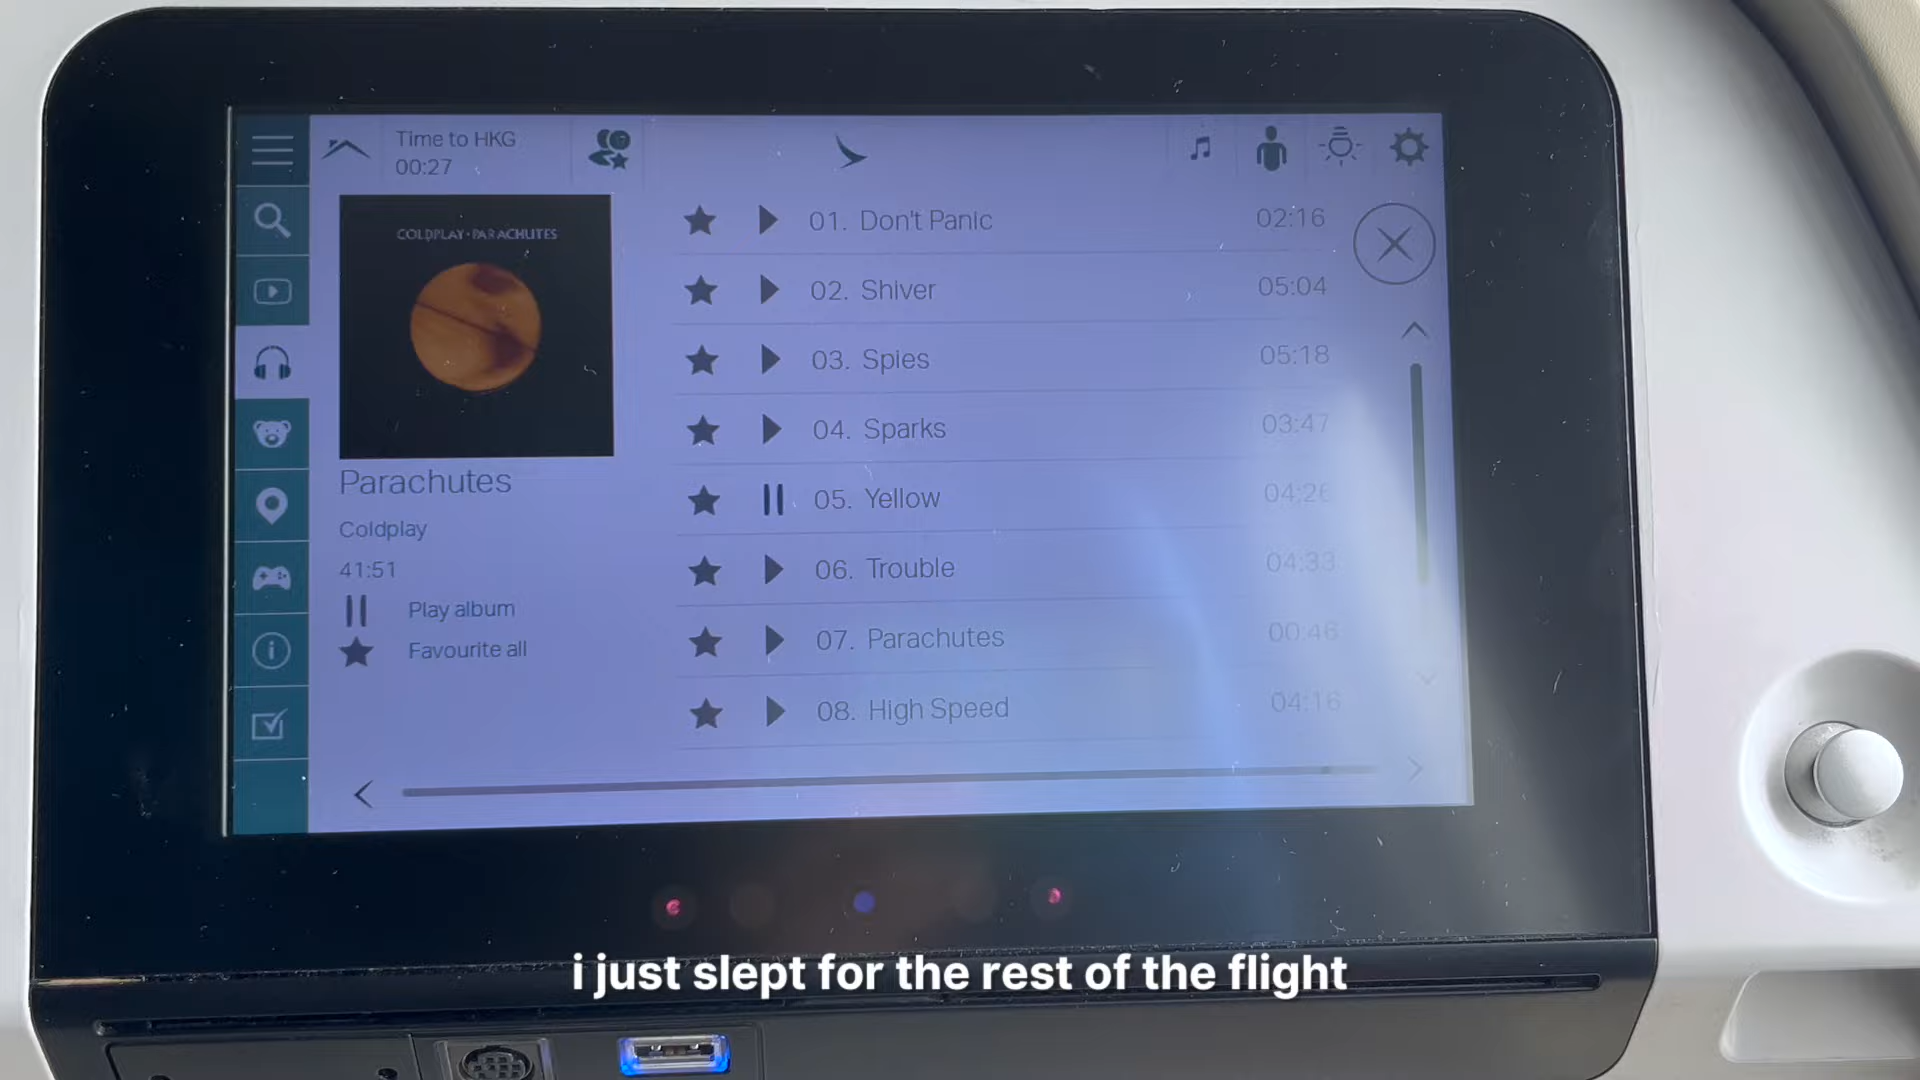 Time to HKG
00:27
COLDPLAY·PARACHUTES
Parachutes
Coldplay
41:51
Play album
Favourite all
01. Don't Panic 02:16
02. Shiver 05:04
03. Spies 05:18
04. Sparks 03:47
05. Yellow 04:26
06. Trouble 04:33
07. Parachutes 00:46
08. High Speed 04:16
i just slept for the rest of the flight